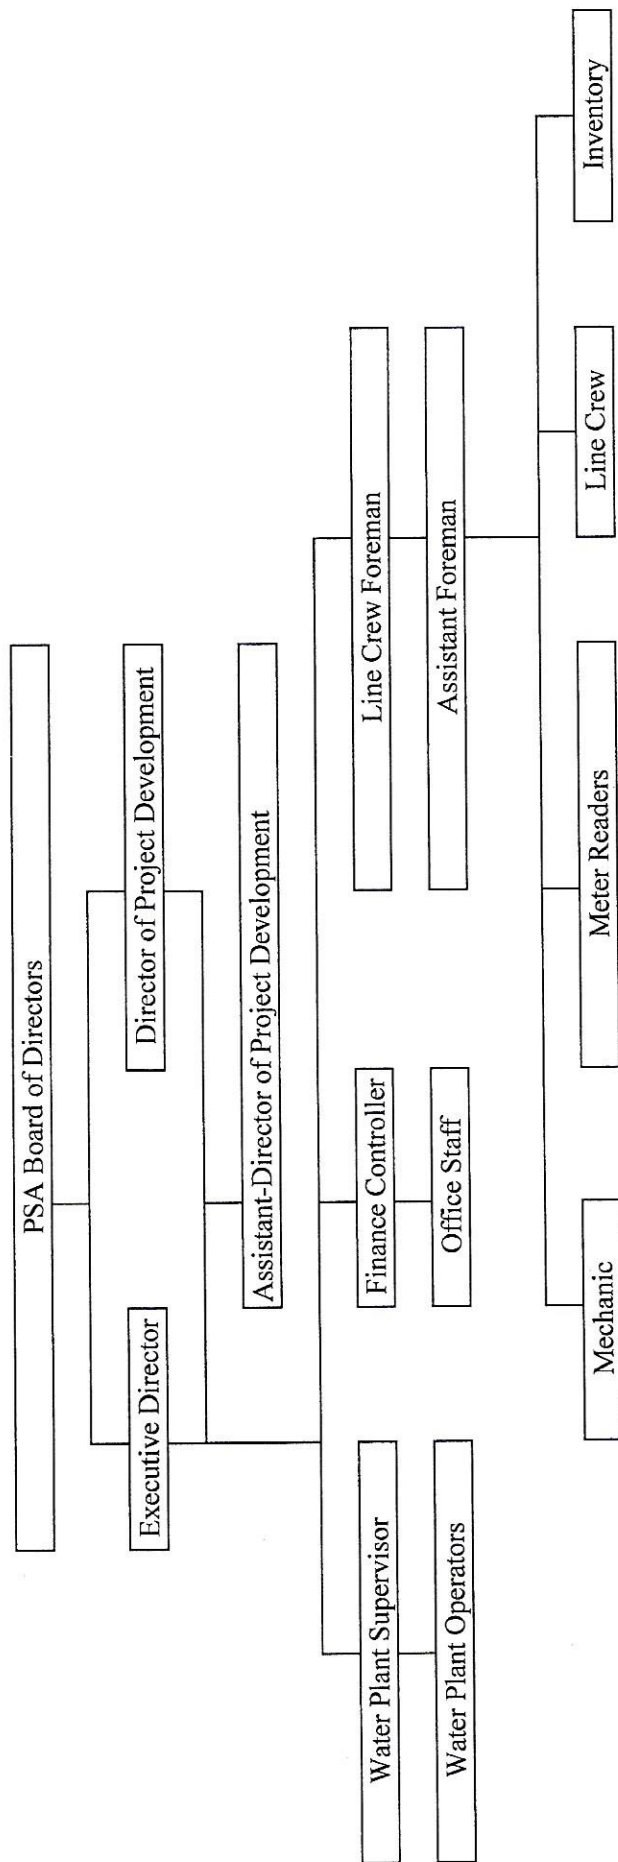 PSA Board of Directors
Executive Director
Director of Project Development
Assistant-Director of Project Development
Water Plant Supervisor
Finance Controller
Line Crew Foreman
Water Plant Operators
Office Staff
Assistant Foreman
Mechanic
Meter Readers
Line Crew
Inventory